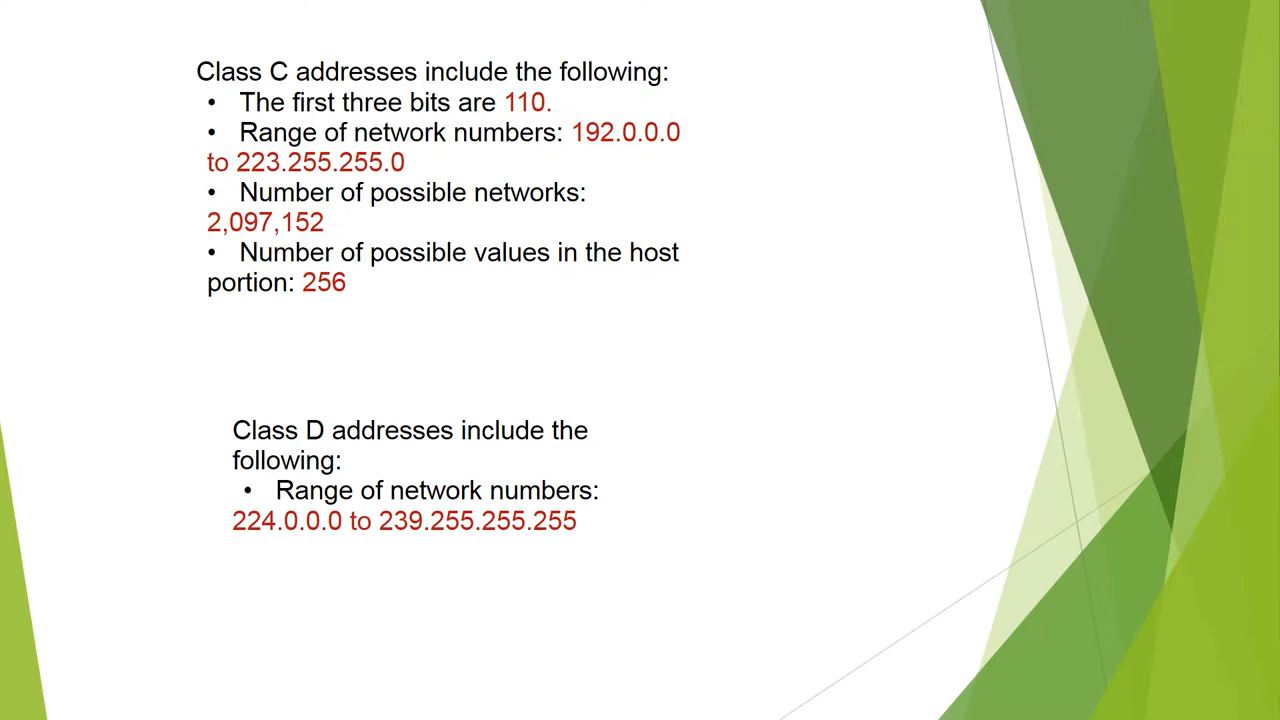 Class C addresses include the following:
• The first three bits are 110.
• Range of network numbers: 192.0.0.0
to 223.255.255.0
• Number of possible networks:
2,097,152
• Number of possible values in the host
portion: 256
Class D addresses include the
following:
• Range of network numbers:
224.0.0.0 to 239.255.255.255